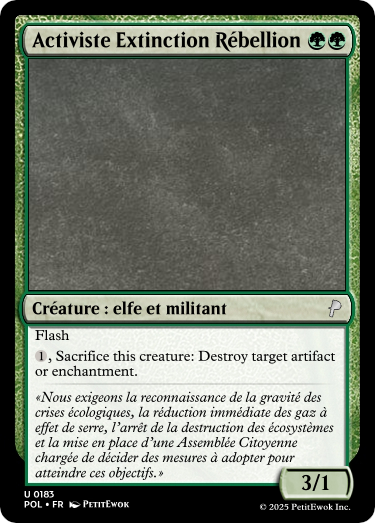 Activiste Extinction Rébellion
Créature : elfe et militant
Flash
1, Sacrifice this creature: Destroy target artifact
or enchantment.
«Nous exigeons la reconnaissance de la gravité des
crises écologiques, la réduction immédiate des gaz à
effet de serre, l’arrêt de la destruction des écosystèmes
et la mise en place d’une Assemblée Citoyenne
chargée de décider des mesures à adopter pour
atteindre ces objectifs.»
3/1
U 0183
POL • FR PetitEwok
© 2025 PetitEwok Inc.